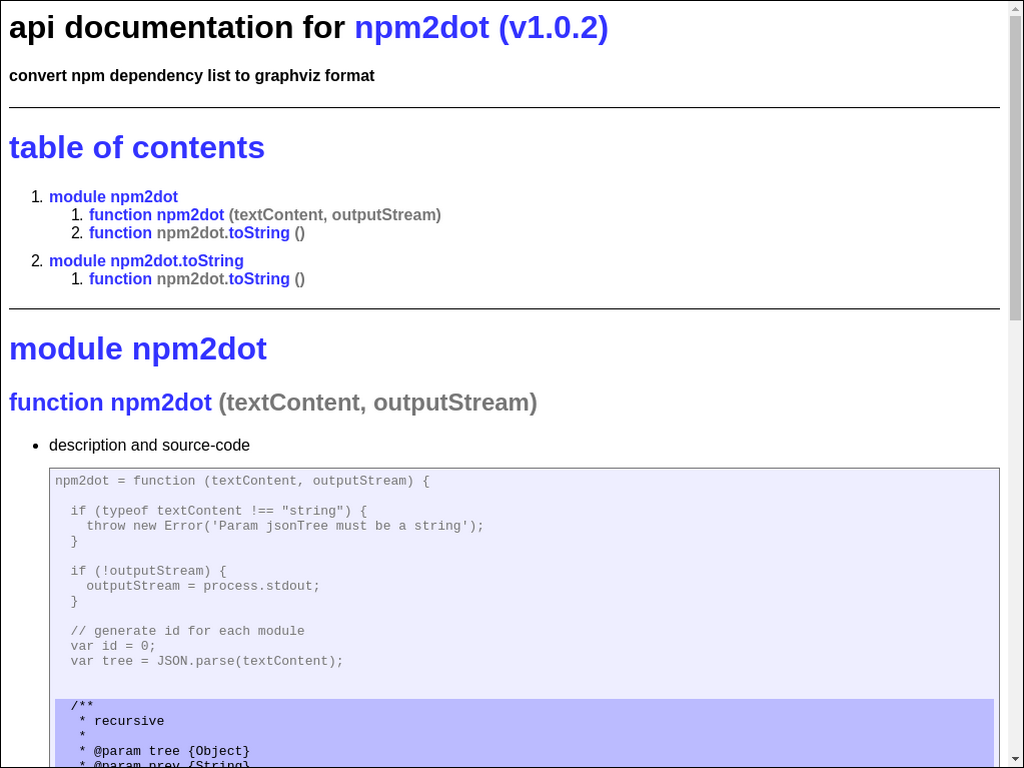 api documentation for npm2dot (v1.0.2)
convert npm dependency list to graphviz format
table of contents
1. module npm2dot
1. function npm2dot (textContent, outputStream)
2. function npm2dot.toString ()
2. module npm2dot.toString
1. function npm2dot.toString ()
module npm2dot
function npm2dot (textContent, outputStream)
• description and source-code
npm2dot = function (textContent, outputStream) {
if (typeof textContent !== "string") {
throw new Error('Param jsonTree must be a string');
}
if (!outputStream) {
outputStream = process.stdout;
}
// generate id for each module
var id = 0;
var tree = JSON.parse(textContent);
/**
* recursive
*
* @param tree {Object}
* @param prev {String}